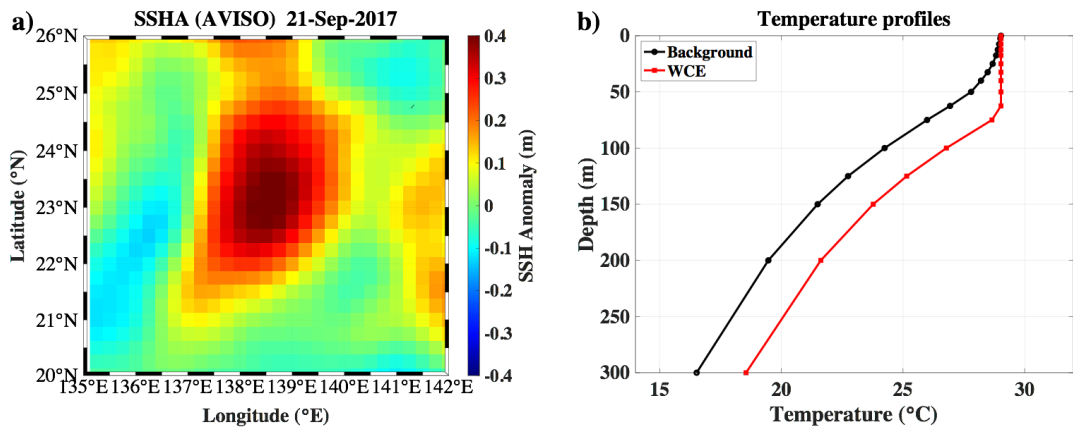 a) SSHA (AVISO) 21-Sep-2017
26°N
25°N
24°N
23°N
22°N
21°N
20°N
Latitude (°N)
135°E 136°E 137°E 138°E 139°E 140°E 141°E 142°E
Longitude (°E)
0.4
0.3
0.2
0.1
0
-0.1
-0.2
-0.3
-0.4
SSH Anomaly (m)
b) Temperature profiles
Background
WCE
0
50
100
150
200
250
300
Depth (m)
15 20 25 30
Temperature (°C)